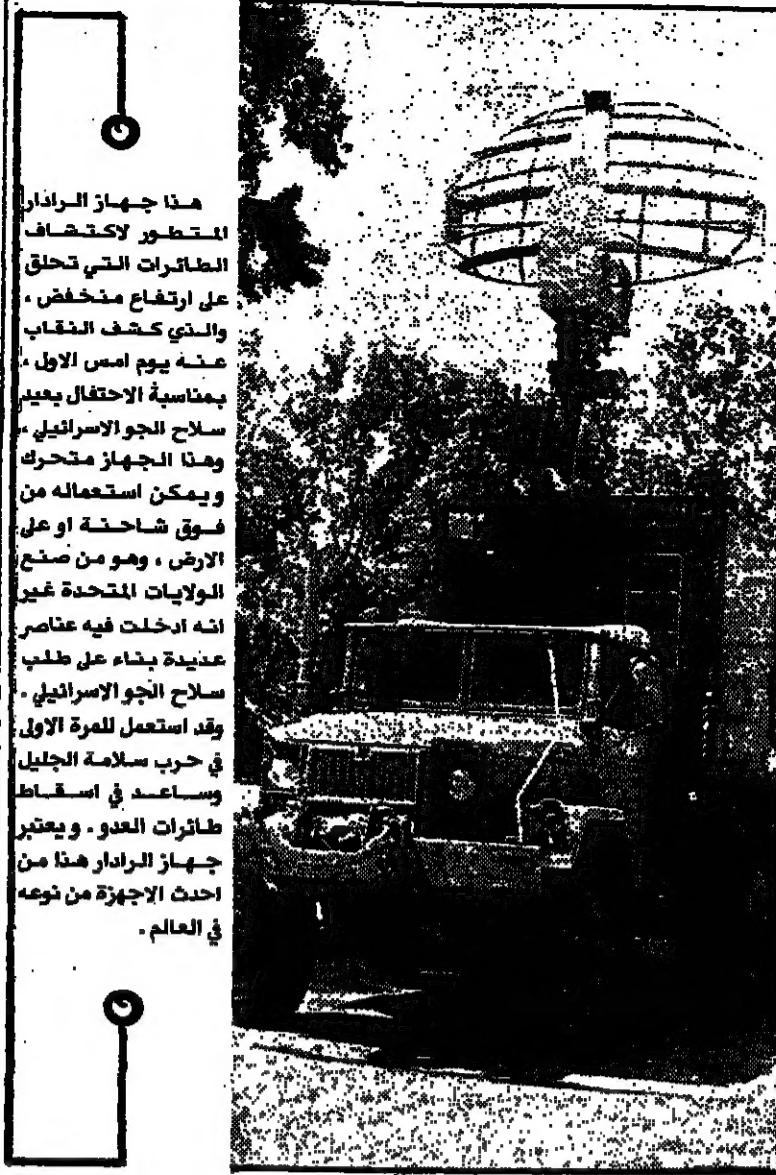 هذا جهاز الرادار
المتطور لاكتشاف
الطائرات التي تحلق
على ارتفاع منخفض ،
والذي كشف النقاب
عنه يوم امس الاول ،
بمناسبة الاحتفال بعيد
سلاح الجو الاسرائيلي ،
وهذا الجهاز متحرك
ويمكن استعماله من
فوق شاحنة او على
الارض ، وهو من صنع
الولايات المتحدة غير
انه ادخلت فيه عناصر
عديدة بناء على طلب
سلاح الجو الاسرائيلي .
وقد استعمل للمرة الاولى
في حرب سلامة الجليل
وساعد في اسقاط
طائرات العدو . ويعتبر
جهاز الرادار هذا من
احدث الاجهزة من نوعه
في العالم .